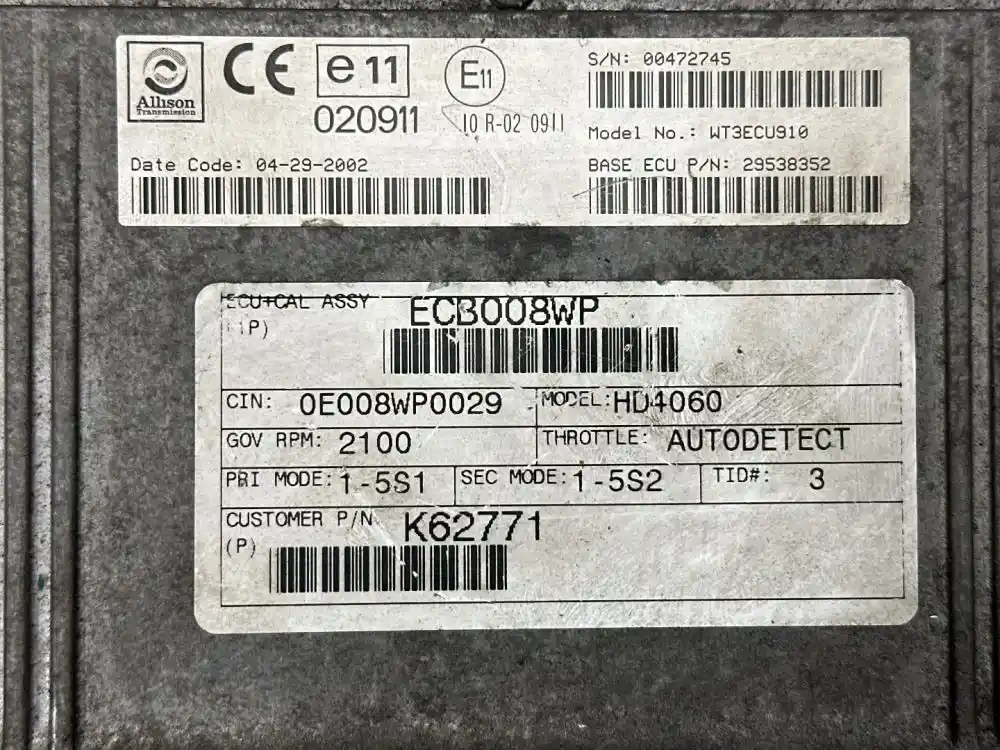 Allison
Transmission
CE
e11
020911
E11
10 R-02 0911
S/N: 00472745
Model No.: WT3ECU910
Date Code: 04-29-2002
BASE ECU P/N: 29538352
ECU+CAL ASSY ECB008WP
(1P)
CIN: 0E008WP0029 MODEL: HD4060
GOV RPM: 2100 THROTTLE: AUTODETECT
PRI MODE: 1-5S1 SEC MODE: 1-5S2 TID#: 3
CUSTOMER P/N K62771
(P)